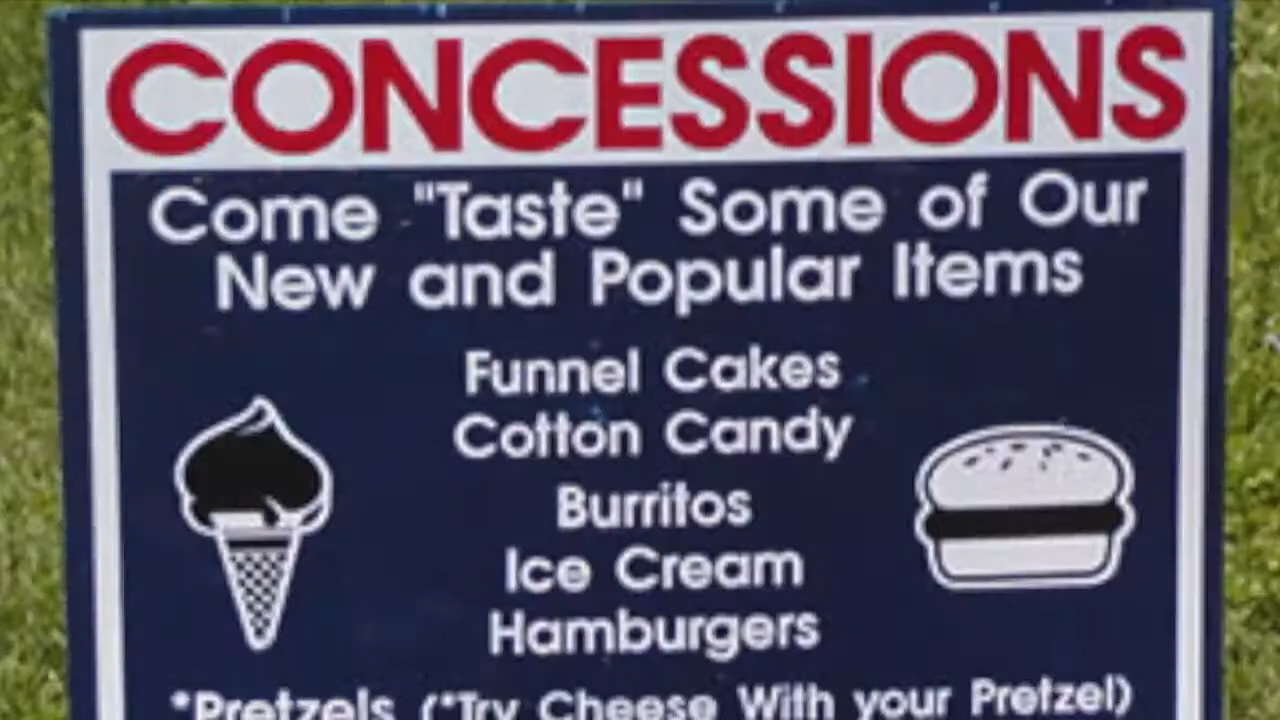 CONCESSIONS
Come "Taste" Some of Our
New and Popular Items
Funnel Cakes
Cotton Candy
Burritos
Ice Cream
Hamburgers
*Pretzels (*Try Cheese With your Pretzel)